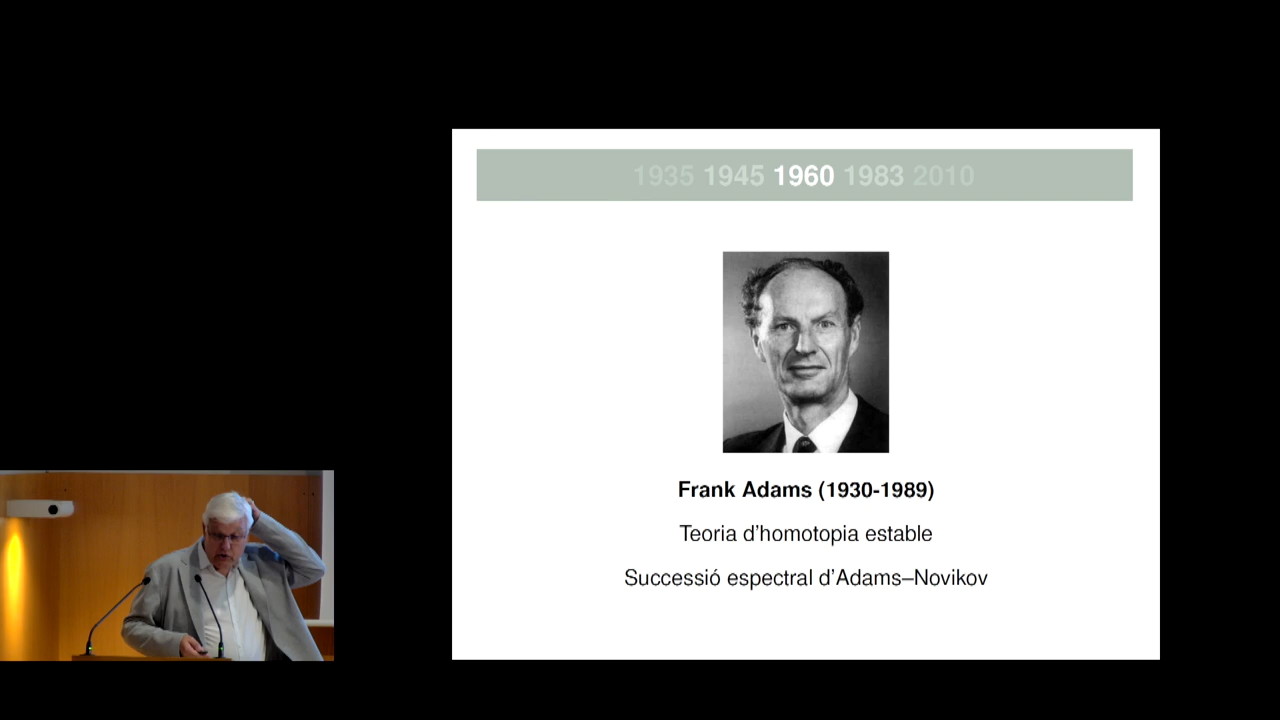 1935 1945 1960 1983 2010
Frank Adams (1930-1989)
Teoria d'homotopia estable
Successió espectral d'Adams–Novikov